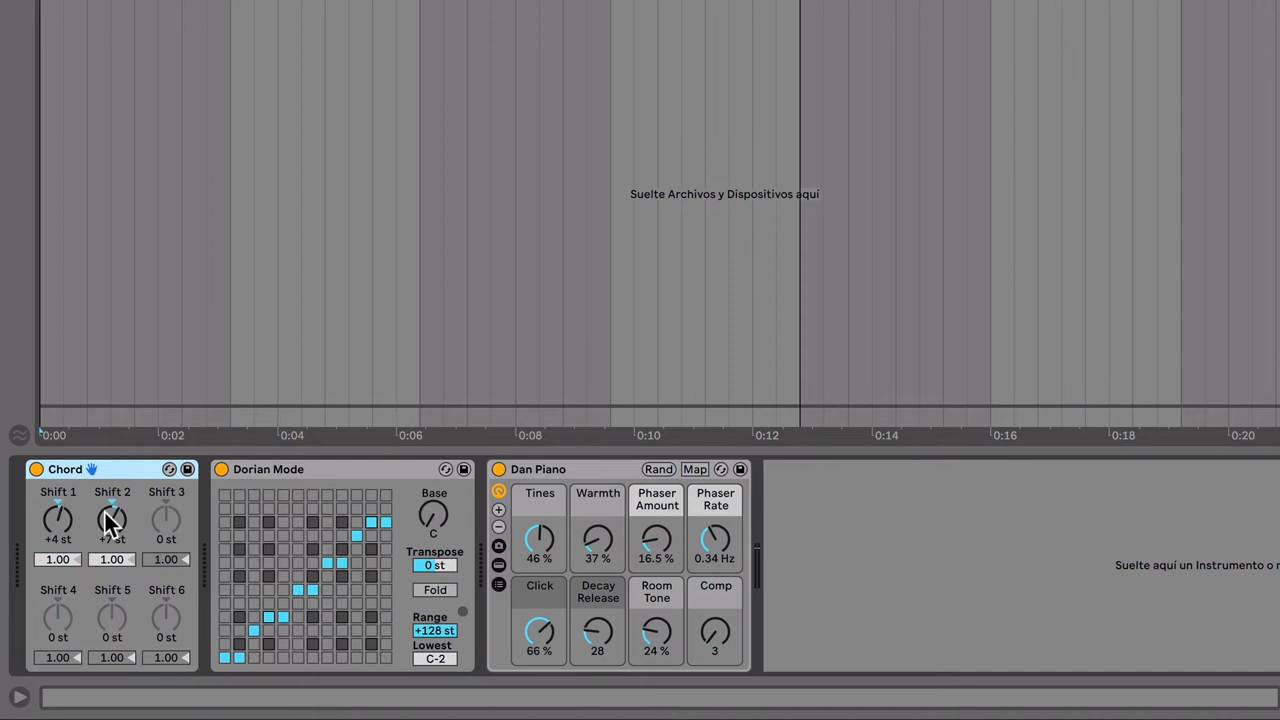 Suelte Archivos y Dispositivos aquí
0:00 0:02 0:04 0:06 0:08 0:10 0:12 0:14 0:16 0:18 0:20
Chord
Shift 1 Shift 2 Shift 3
+4 st +7 st 0 st
1.00 1.00 1.00
Shift 4 Shift 5 Shift 6
0 st 0 st 0 st
1.00 1.00 1.00
Dorian Mode
Base
C
Transpose
0 st
Fold
Range
+128 st
Lowest
C-2
Dan Piano Rand Map
Tines Warmth Phaser Amount Phaser Rate
46 % 37 % 16.5 % 0.34 Hz
Click Decay Release Room Tone Comp
66 % 28 24 % 3
Suelte aquí un Instrumento o